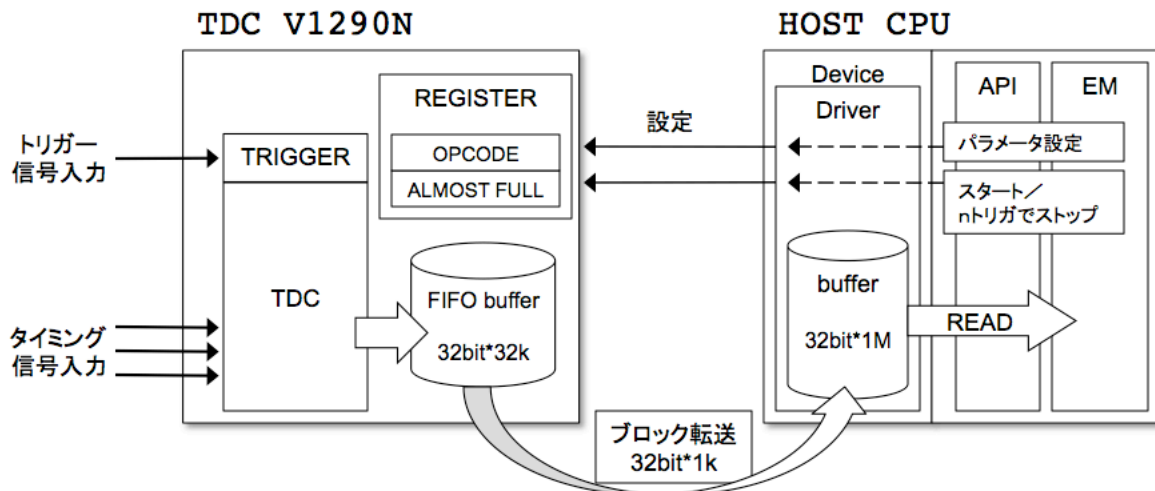 TDC V1290N
HOST CPU
トリガー
信号入力
タイミング
信号入力
TRIGGER
TDC
REGISTER
OPCODE
ALMOST FULL
FIFO buffer
32bit*32k
設定
ブロック転送
32bit*1k
Device
Driver
buffer
32bit*1M
API
EM
パラメータ設定
スタート／
nトリガでストップ
READ